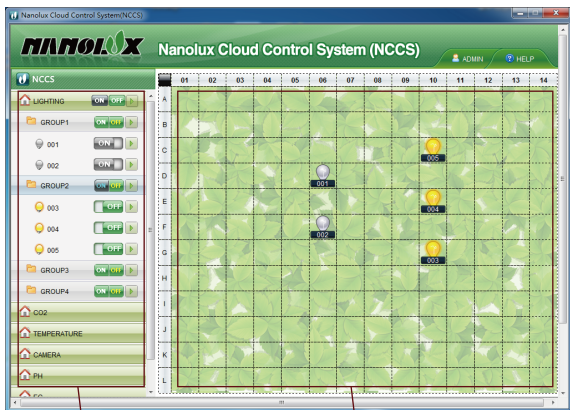 Nanolux Cloud Control System(NCCS)
NANOLUX
Nanolux Cloud Control System (NCCS)
ADMIN
HELP
NCCS
01 02 03 04 05 06 07 08 09 10 11 12 13 14
LIGHTING ON OFF
GROUP1 ON OFF
001 ON
002 ON
GROUP2 ON OFF
003 OFF
004 OFF
005 OFF
GROUP3 ON OFF
GROUP4 ON OFF
CO2
TEMPERATURE
CAMERA
PH
A
B
C
D
E
F
G
H
I
J
K
L
005
001
004
002
003